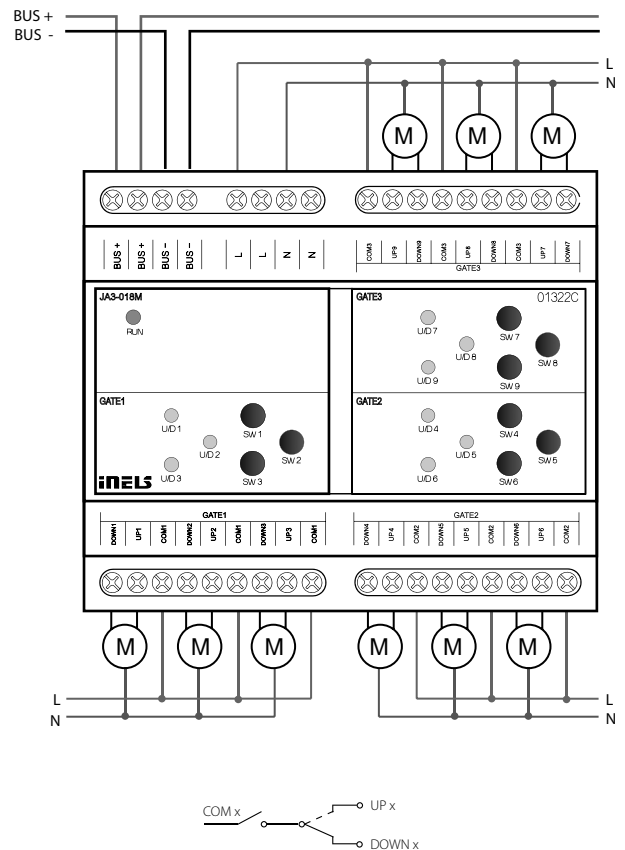 BUS +
BUS -
L
N
M M M
BUS + BUS + BUS – BUS – L L N N COM3 UP9 DOWN9 COM3 UP8 DOWN8 COM3 UP7 DOWN7
GATE3
JA3-018M GATE3 01322C
RUN U/D 7 SW 7
U/D 8 SW 8
U/D 9 SW 9
GATE1 GATE2
U/D 1 SW 1 U/D 4 SW 4
U/D 2 SW 2 U/D 5 SW 5
U/D 3 SW 3 U/D 6 SW 6
iNELS
GATE1 GATE2
DOWN1 UP1 COM1 DOWN2 UP2 COM1 DOWN3 UP3 COM1 DOWN4 UP4 COM2 DOWN5 UP5 COM2 DOWN6 UP6 COM2
M M M M M M
L L
N N
COM x UP x
DOWN x